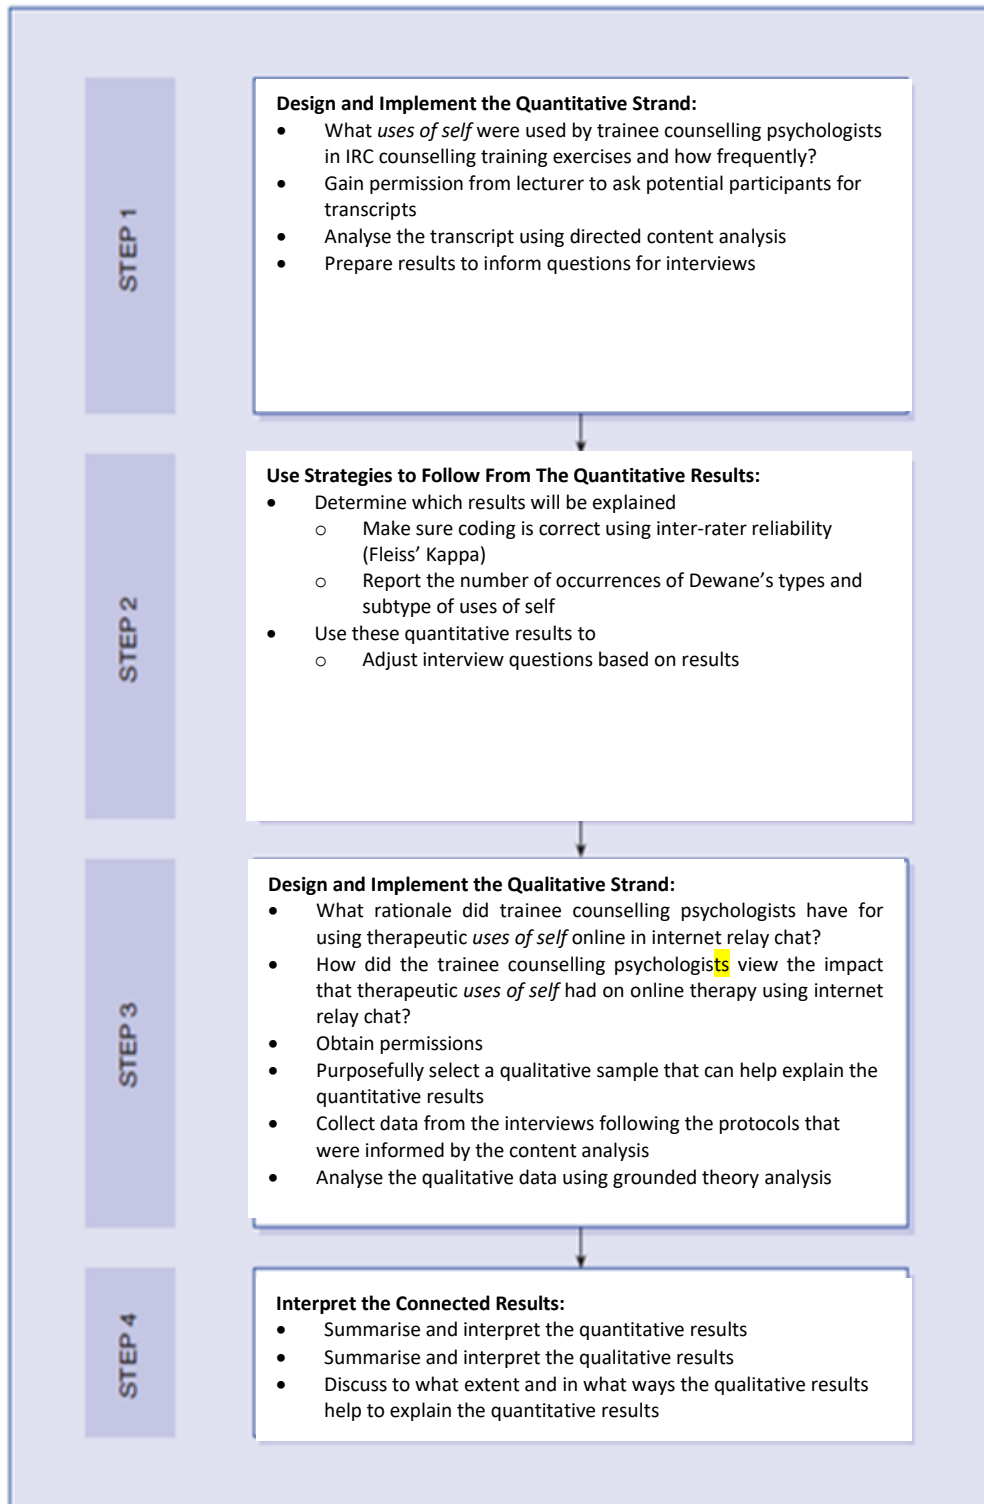 STEP 1
Design and Implement the Quantitative Strand:
• What uses of self were used by trainee counselling psychologists
in IRC counselling training exercises and how frequently?
• Gain permission from lecturer to ask potential participants for
transcripts
• Analyse the transcript using directed content analysis
• Prepare results to inform questions for interviews
STEP 2
Use Strategies to Follow From The Quantitative Results:
• Determine which results will be explained
o Make sure coding is correct using inter-rater reliability
(Fleiss’ Kappa)
o Report the number of occurrences of Dewane’s types and
subtype of uses of self
• Use these quantitative results to
o Adjust interview questions based on results
STEP 3
Design and Implement the Qualitative Strand:
• What rationale did trainee counselling psychologists have for
using therapeutic uses of self online in internet relay chat?
• How did the trainee counselling psychologists view the impact
that therapeutic uses of self had on online therapy using internet
relay chat?
• Obtain permissions
• Purposefully select a qualitative sample that can help explain the
quantitative results
• Collect data from the interviews following the protocols that
were informed by the content analysis
• Analyse the qualitative data using grounded theory analysis
STEP 4
Interpret the Connected Results:
• Summarise and interpret the quantitative results
• Summarise and interpret the qualitative results
• Discuss to what extent and in what ways the qualitative results
help to explain the quantitative results